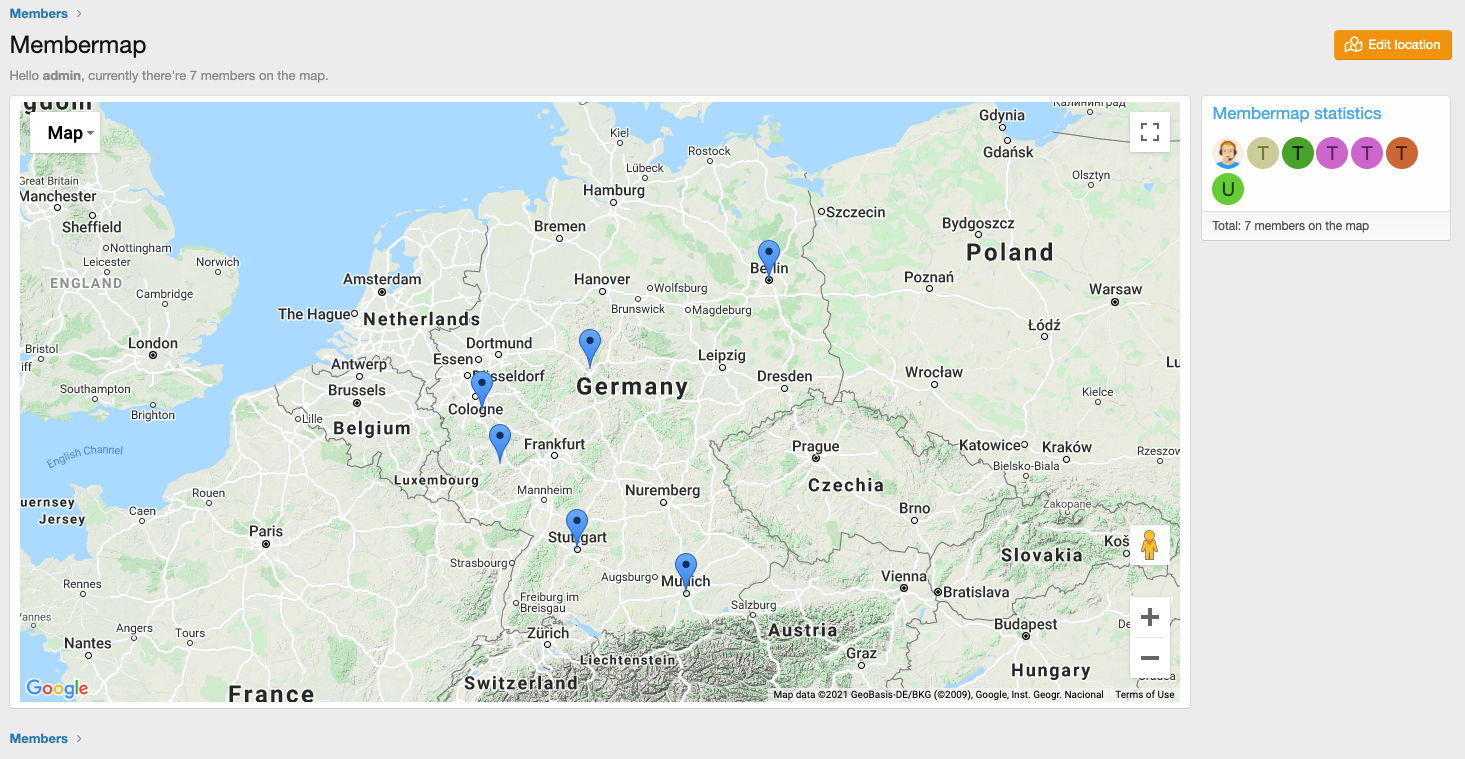 Members
Membermap
Edit location
Hello admin, currently there're 7 members on the map.
Map
Membermap statistics
T
T
T
T
T
U
Total: 7 members on the map
Kiel
Rostock
Gdynia
Gdańsk
Lübeck
Olsztyn
Great Britain
Manchester
Hamburg
Szczecin
Sheffield
Bremen
Bydgoszcz
Nottingham
Poland
Leicester
Norwich
Berlin
ENGLAND
Amsterdam
Hanover
Wolfsburg
Poznań
Warsaw
Cambridge
Brunswick
Magdeburg
The Hague
Netherlands
Łódź
London
Dortmund
Bristol
Essen
Leipzig
Antwerp
Düsseldorf
Dresden
Wrocław
Southampton
Brussels
Germany
Kielce
Brighton
Cologne
Lille
Belgium
English Channel
Frankfurt
Prague
Katowice
Kraków
Rzeszow
Bielsko-Biala
Luxembourg
Mannheim
Nuremberg
Czechia
Rouen
uernsey
Jersey
Caen
Brno
Zakopane
Paris
Stuttgart
Koš
Slovakia
Strasbourg
Augsburg
Munich
Vienna
Bratislava
Rennes
Freiburg im
Breisgau
Salzburg
Angers
Tours
Zürich
Austria
Budapest
Nantes
Graz
Liechtenstein
Hungary
Switzerland
Google
France
Map data ©2021 GeoBasis-DE/BKG (©2009), Google, Inst. Geogr. Nacional
Terms of Use
Members